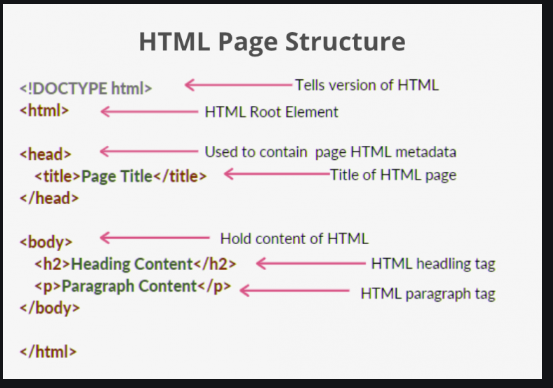 HTML Page Structure
<!DOCTYPE html> Tells version of HTML
<html> HTML Root Element
<head> Used to contain page HTML metadata
<title>Page Title</title> Title of HTML page
</head>
<body> Hold content of HTML
<h2>Heading Content</h2> HTML headling tag
<p>Paragraph Content</p> HTML paragraph tag
</body>
</html>